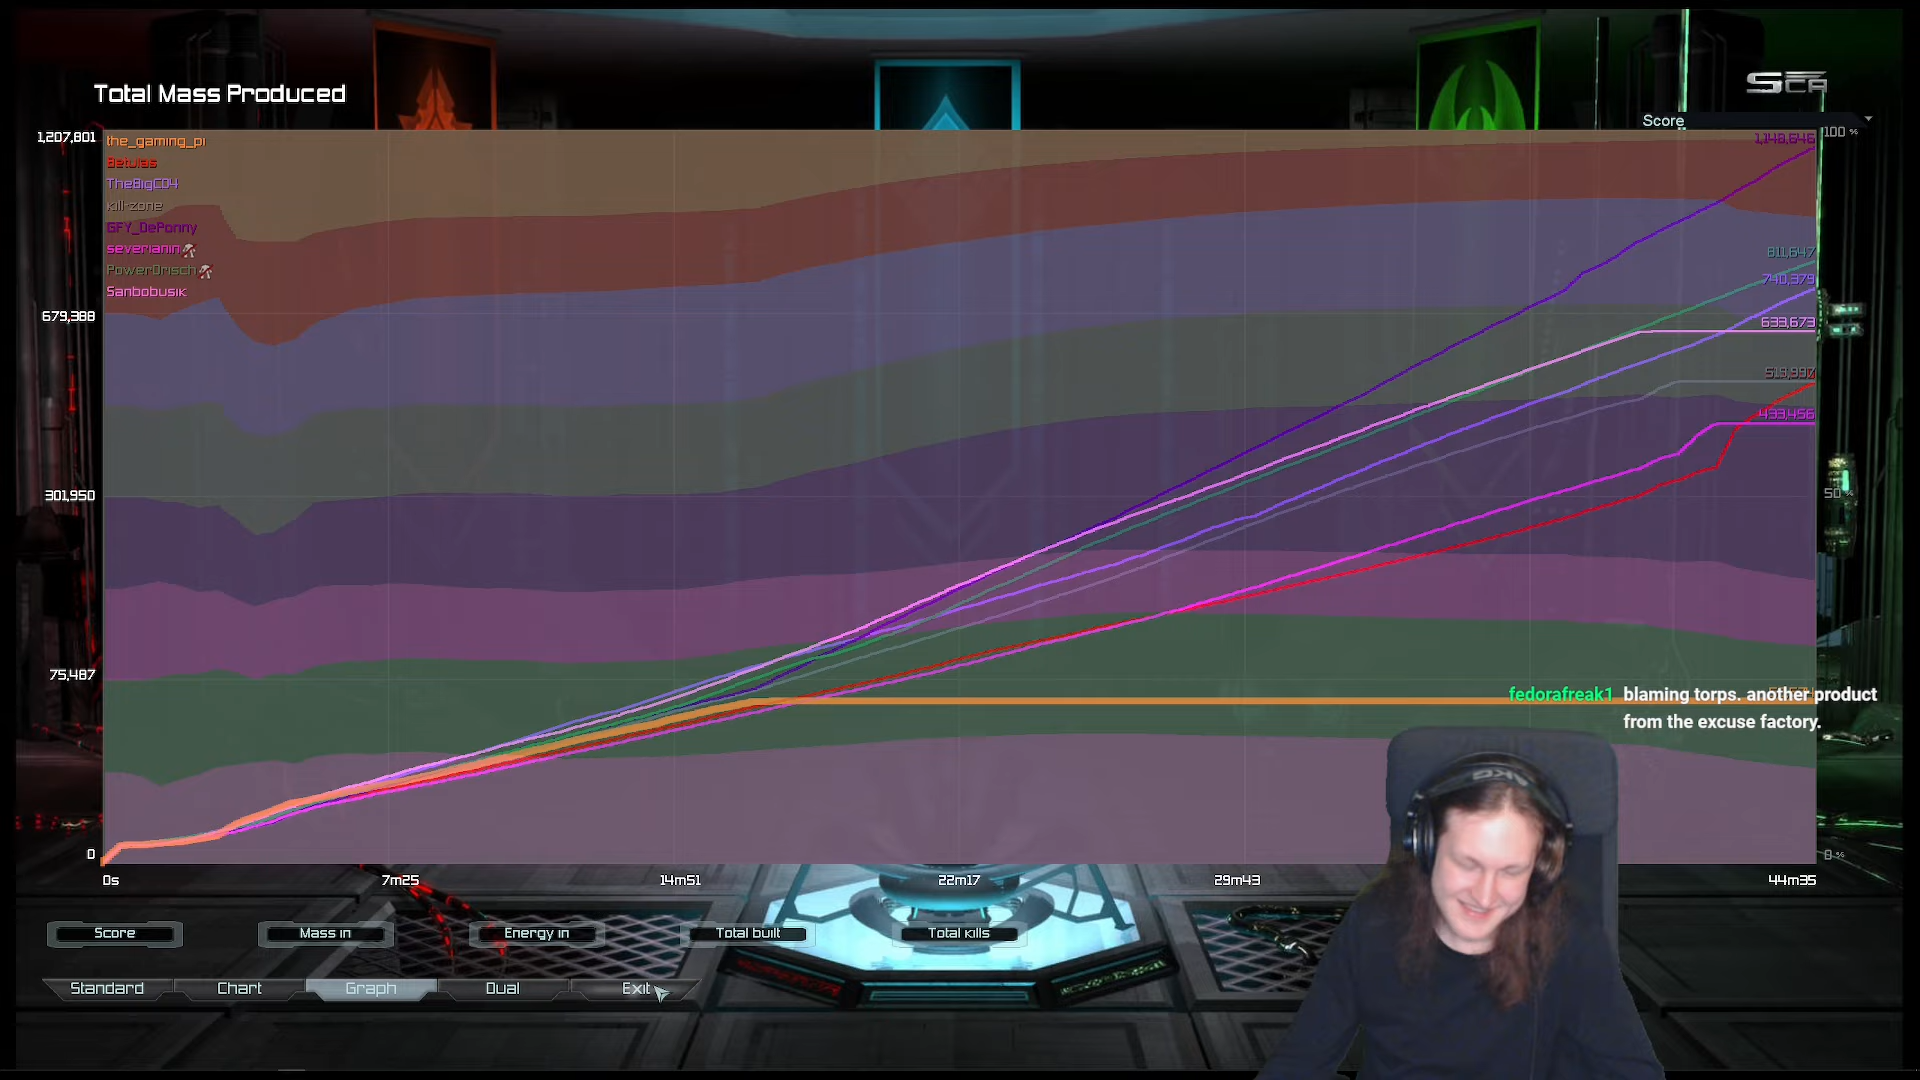 Total Mass Produced
SCA
Score
1,207,801
679,388
301,950
75,487
0
the_gaming_pi
Betulas
TheBigCD4
kill-zone
GFY_DePonny
severianin
PowerDrisch
Sanbobusik
100 %
50 %
0 %
1,148,646
811,647
740,379
633,673
433,456
fedorafreak1 blaming torps. another product
from the excuse factory.
AKG
0s
7m25
14m51
22m17
29m43
44m35
Score
Mass in
Energy in
Total built
Total kills
Standard
Chart
Graph
Dual
Exit